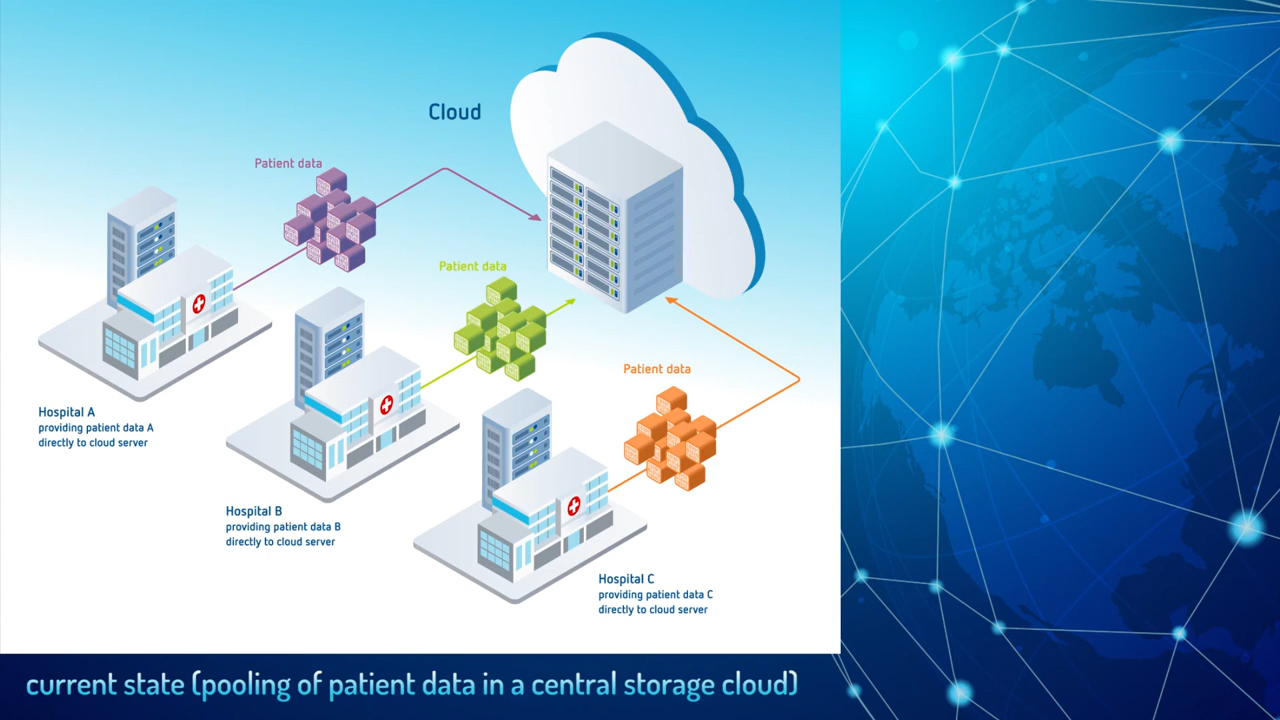 Cloud
Patient data
Patient data
Patient data
Hospital A
providing patient data A
directly to cloud server
Hospital B
providing patient data B
directly to cloud server
Hospital C
providing patient data C
directly to cloud server
current state (pooling of patient data in a central storage cloud)